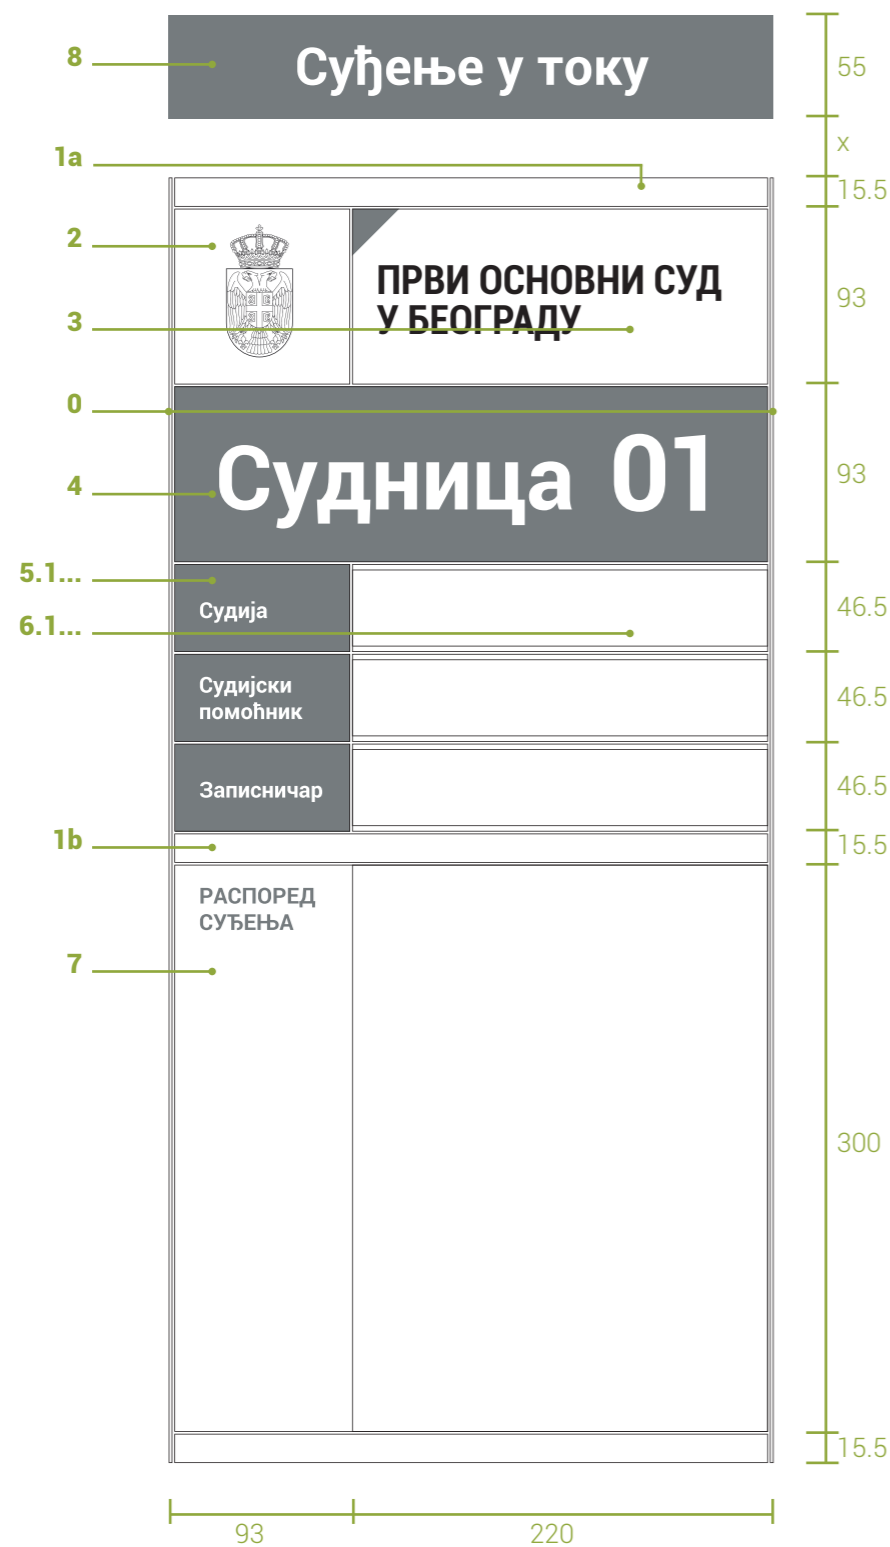 8
Суђење у току
55
x
1a
15.5
2
ПРВИ ОСНОВНИ СУД
У БЕОГРАДУ
93
3
0
4
Судница 01
93
5.1...
Судија
46.5
6.1...
Судијски
помоћник
46.5
Записничар
46.5
1b
15.5
РАСПОРЕД
СУЂЕЊА
7
300
15.5
93
220